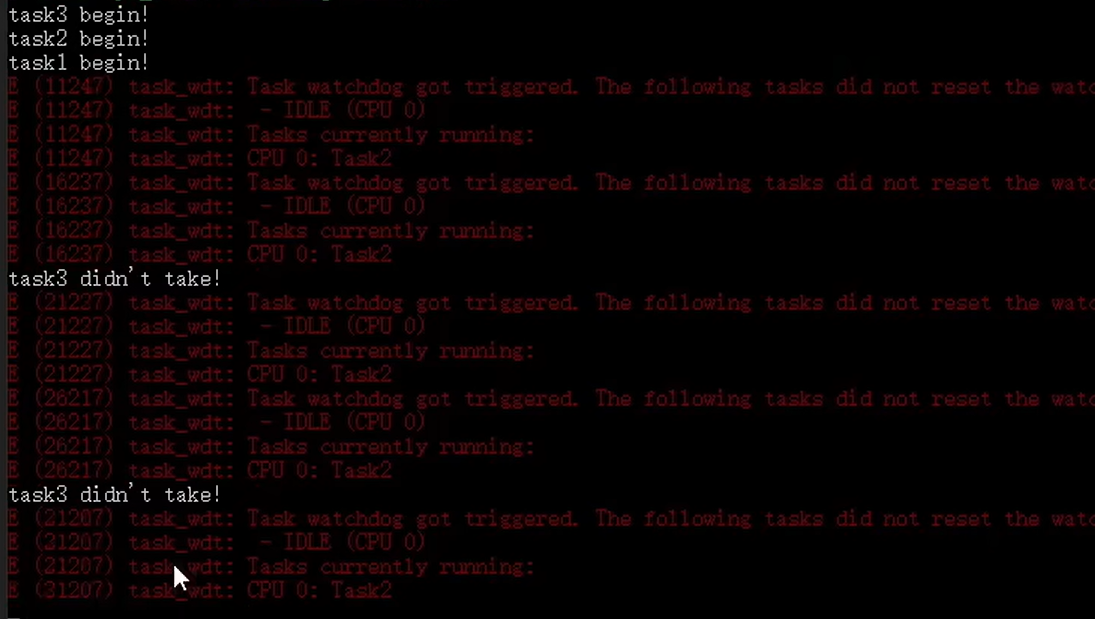 task3 begin!
task2 begin!
task1 begin!
E (11247) task_wdt: Task watchdog got triggered. The following tasks did not reset the watc
E (11247) task_wdt:  - IDLE (CPU 0)
E (11247) task_wdt: Tasks currently running:
E (11247) task_wdt: CPU 0: Task2
E (16237) task_wdt: Task watchdog got triggered. The following tasks did not reset the watc
E (16237) task_wdt:  - IDLE (CPU 0)
E (16237) task_wdt: Tasks currently running:
E (16237) task_wdt: CPU 0: Task2
task3 didn't take!
E (21237) task_wdt: Task watchdog got triggered. The following tasks did not reset the watc
E (21237) task_wdt:  - IDLE (CPU 0)
E (21227) task_wdt: Tasks currently running:
E (21227) task_wdt: CPU 0: Task2
E (26217) task_wdt: Task watchdog got triggered. The following tasks did not reset the watc
E (26217) task_wdt:  - IDLE (CPU 0)
E (26217) task_wdt: Tasks currently running:
E (26217) task_wdt: CPU 0: Task2
task3 didn't take!
E (21207) task_wdt: Task watchdog got triggered. The following tasks did not reset the watc
E (31207) task_wdt:  - IDLE (CPU 0)
E (21207) task_wdt: Tasks currently running:
E (31207) task_wdt: CPU 0: Task2